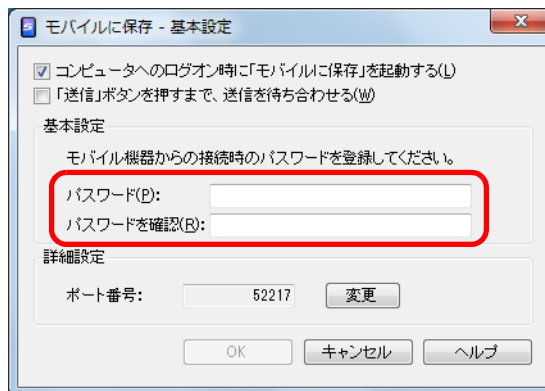 モバイルに保存 - 基本設定
コンピュータへのログオン時に「モバイルに保存」を起動する(L)
「送信」ボタンを押すまで、送信を待ち合わせる(W)
基本設定
モバイル機器からの接続時のパスワードを登録してください。
パスワード(P):
パスワードを確認(R):
詳細設定
ポート番号: 52217 変更
OK キャンセル ヘルプ